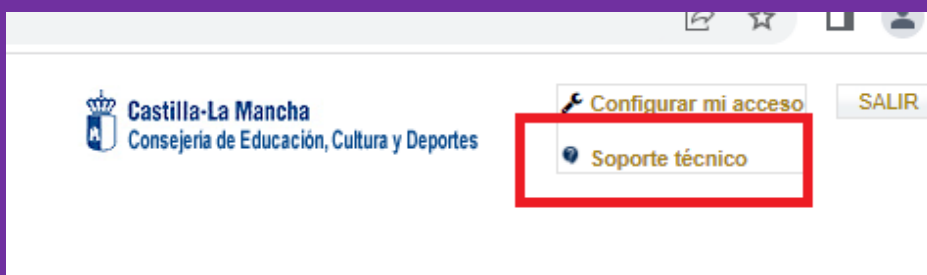 Castilla-La Mancha
Consejería de Educación, Cultura y Deportes
Configurar mi acceso
SALIR
Soporte técnico